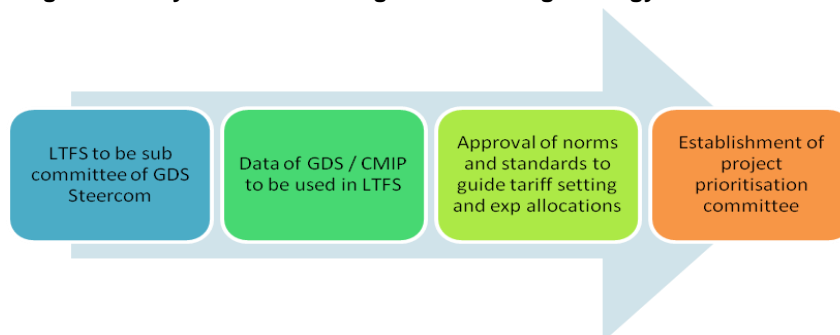 LTFS to be sub
committee of GDS
Steercom
Data of GDS / CMIP
to be used in LTFS
Approval of norms
and standards to
guide tariff setting
and exp allocations
Establishment of
project
prioritisation
committee